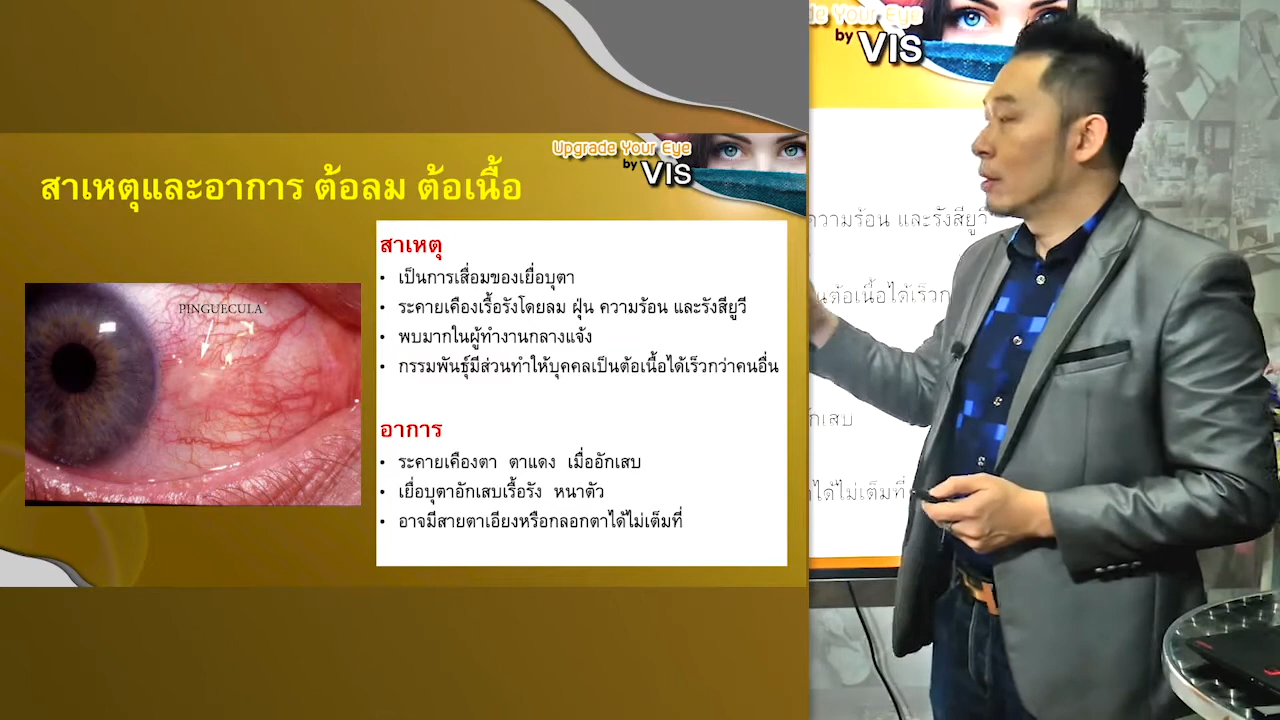 สาเหตุและอาการ ต้อลม ต้อเนื้อ
Upgrade Your Eye
by VIS
PINGUECULA
สาเหตุ
• เป็นการเสื่อมของเยื่อบุตา
• ระคายเคืองเรื้อรังโดยลม ฝุ่น ความร้อน และรังสียูวี
• พบมากในผู้ทำงานกลางแจ้ง
• กรรมพันธุ์มีส่วนทำให้บุคคลเป็นต้อเนื้อได้เร็วกว่าคนอื่น
อาการ
• ระคายเคืองตา ตาแดง เมื่ออักเสบ
• เยื่อบุตาอักเสบเรื้อรัง หนาตัว
• อาจมีสายตาเอียงหรือกลอกตาได้ไม่เต็มที่
de Your Eye
by VIS
ความร้อน และรังสียูวี
นต้อเนื้อได้เร็วก
กเสบ
ได้ไม่เต็มที่